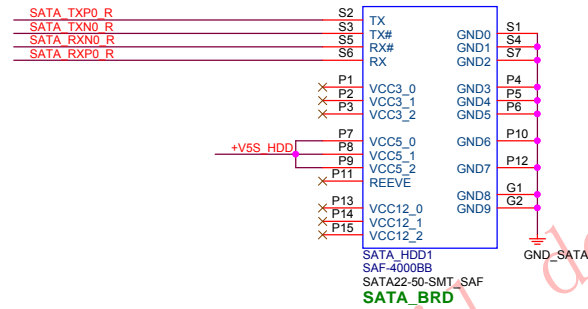 SATA_TXP0_R S2 TX
SATA_TXN0_R S3 TX#
SATA_RXN0_R S5 RX#
SATA_RXP0_R S6 RX
GND0 S1
GND1 S4
GND2 S7
P1 VCC3_0 GND3 P4
P2 VCC3_1 GND4 P5
P3 VCC3_2 GND5 P6
P7 VCC5_0 GND6 P10
+V5S_HDD P8 VCC5_1
P9 VCC5_2 GND7 P12
P11 REEVE
GND8 G1
P13 VCC12_0 GND9 G2
P14 VCC12_1
P15 VCC12_2
SATA_HDD1 GND_SATA
SAF-4000BB
SATA22-50-SMT_SAF
SATA_BRD